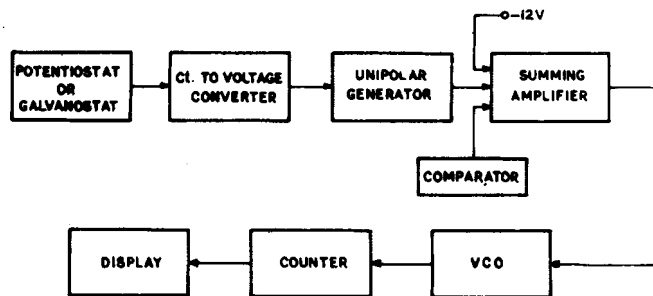 -12V
POTENTIOSTAT
OR
GALVANOSTAT
Ct. TO VOLTAGE
CONVERTER
UNIPOLAR
GENERATOR
SUMMING
AMPLIFIER
COMPARATOR
DISPLAY
COUNTER
VCO